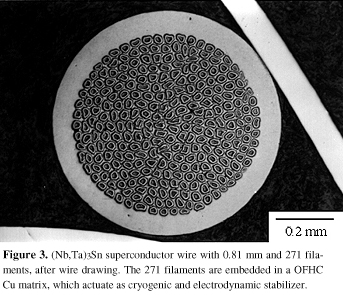 0.2 mm
Figure 3. (Nb,Ta)3Sn superconductor wire with 0.81 mm and 271 fila-
ments, after wire drawing. The 271 filaments are embedded in a OFHC
Cu matrix, which actuate as cryogenic and electrodynamic stabilizer.